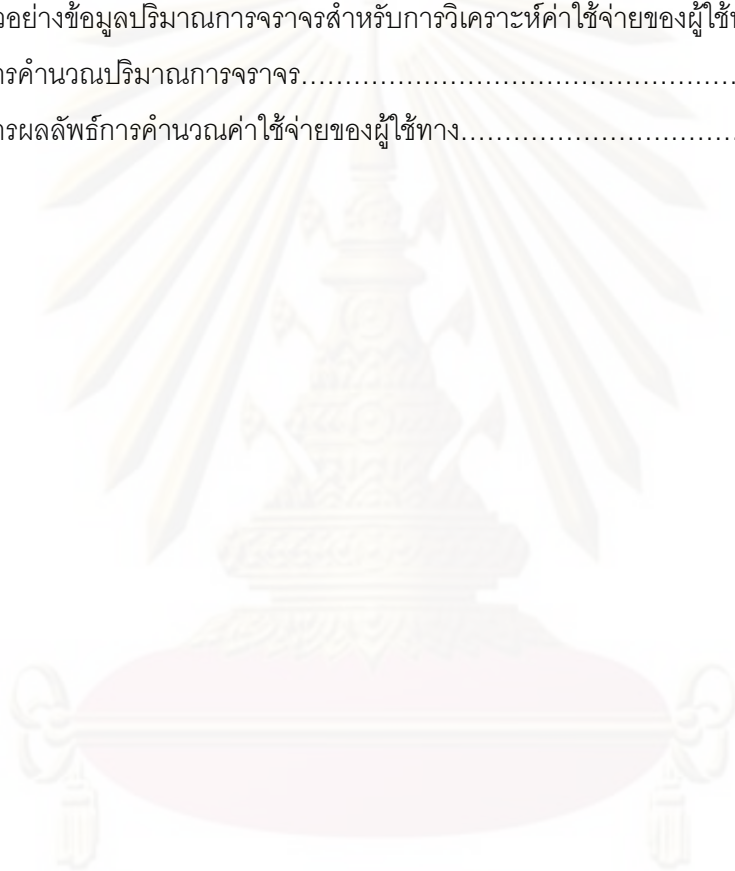 วอย่างข้อมูลปริมาณการจราจรสำหรับการวิเคราะห์ค่าใช้จ่ายของผู้ใช้
รคำนวณปริมาณการจราจร.......................................................
รผลลัพธ์การคำนวณค่าใช้จ่ายของผู้ใช้ทาง...................................